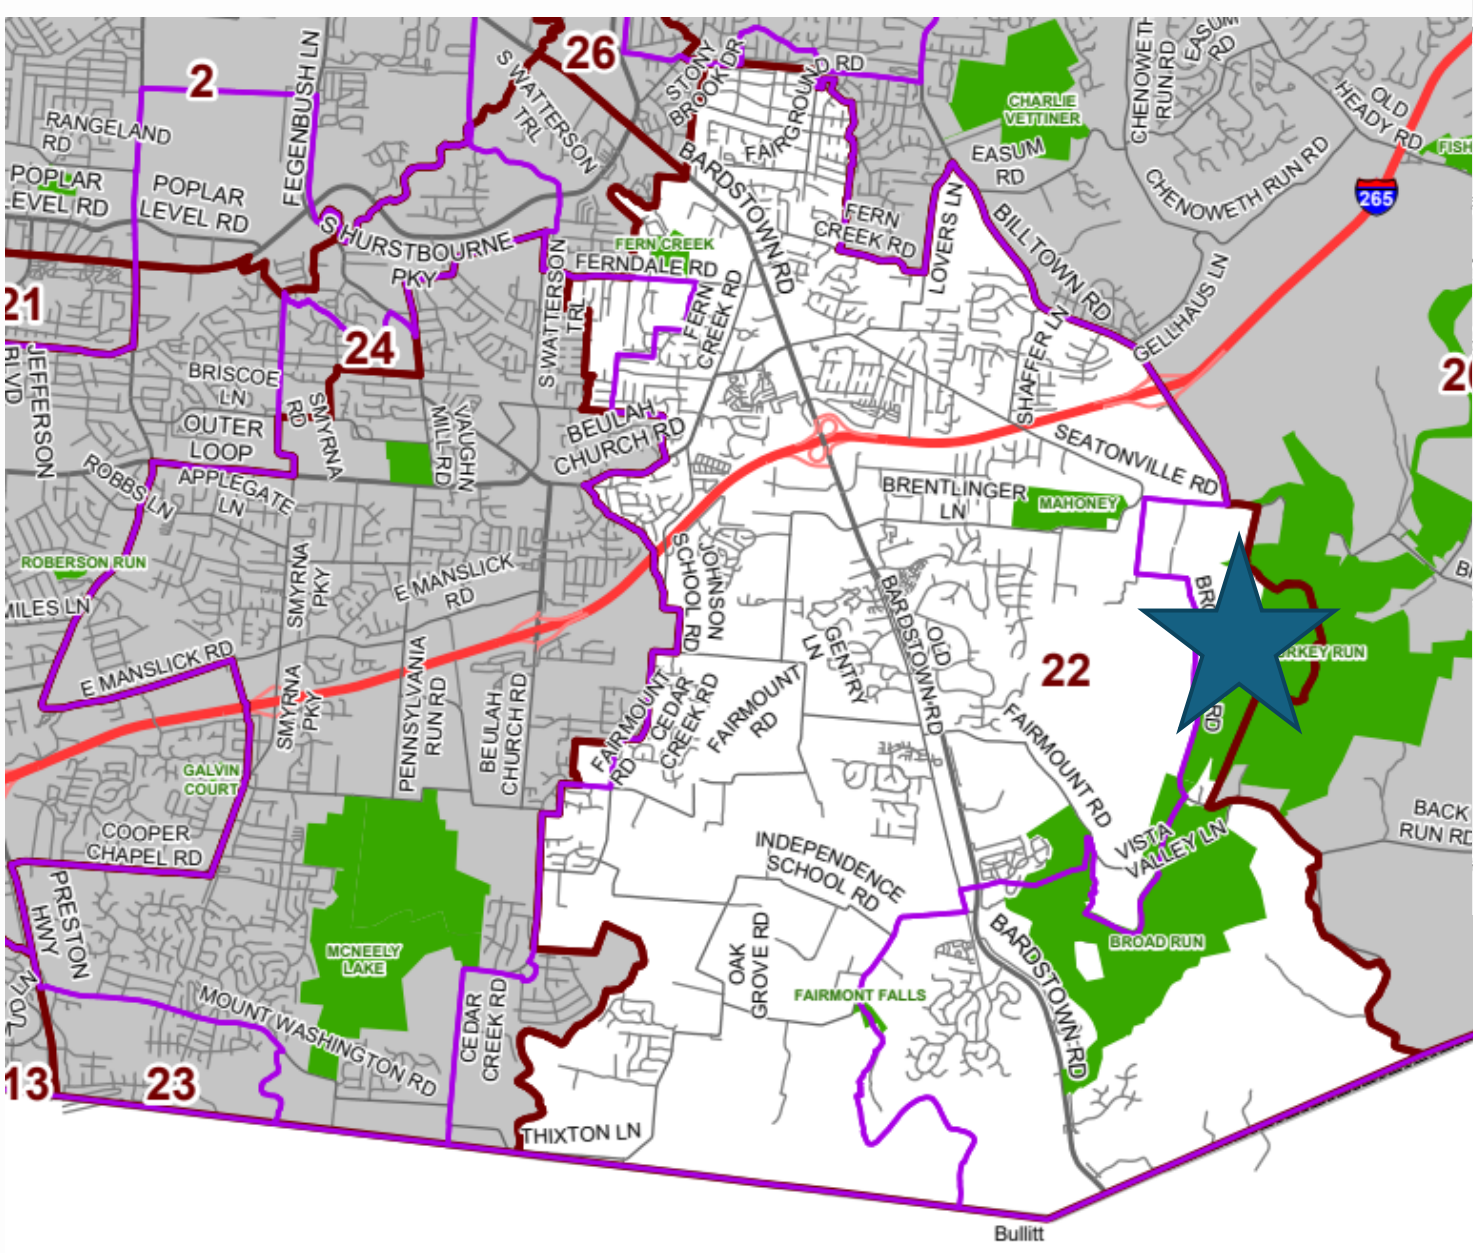 2
26
FEGENBUSH LN
S WATTERSON
TRL
STONY
BROOK DR
D RD
FAIRGROUN
CHARLIE
VETTINER
CHENOWETH
RUN RD
EASUM
RD
OLD
HEADY RD
FISH
265
RANGELAND
RD
POPLAR
LEVEL RD
POPLAR
LEVEL RD
EASUM
RD
CHENOWETH RUN RD
BARDSTOWN RD
FERN
CREEK RD
LOVERS LN
BILLTOWN RD
S HURSTBOURNE
PKY
FERN CREEK
FERNDALE RD
S WATTERSON
TRL
FERN
CREEK RD
GELLHAUS LN
SHAFFER LN
21
24
JEFFERSON
BLVD
BRISCOE
LN
SMYRNA
RD
OUTER
LOOP
VAUGHN
MILL RD
BEULAH
CHURCH RD
SEATONVILLE RD
ROBBS LN
APPLEGATE
LN
BRENTLINGER
LN
MAHONEY
ROBERSON RUN
MILES LN
SMYRNA
PKY
E MANSLICK
RD
JOHNSON
SCHOOL RD
BARDSTOWN RD
OLD
GENTRY
LN
22
RD
E MANSLICK RD
SMYRNA
PKY
PENNSYLVANIA
RUN RD
BEULAH
CHURCH RD
FAIRMOUNT
RD
CEDAR
CREEK RD
FAIRMOUNT
RD
FAIRMOUNT RD
GALVIN
COURT
COOPER
CHAPEL RD
VISTA
VALLEY LN
BACK
RUN RD
INDEPENDENCE
SCHOOL RD
PRESTON
HWY
MCNEELY
LAKE
OAK
GROVE RD
BARDSTOWN RD
BROAD RUN
FAIRMONT FALLS
MOUNT WASHINGTON RD
CEDAR
CREEK RD
13
23
THIXTON LN
Bullitt